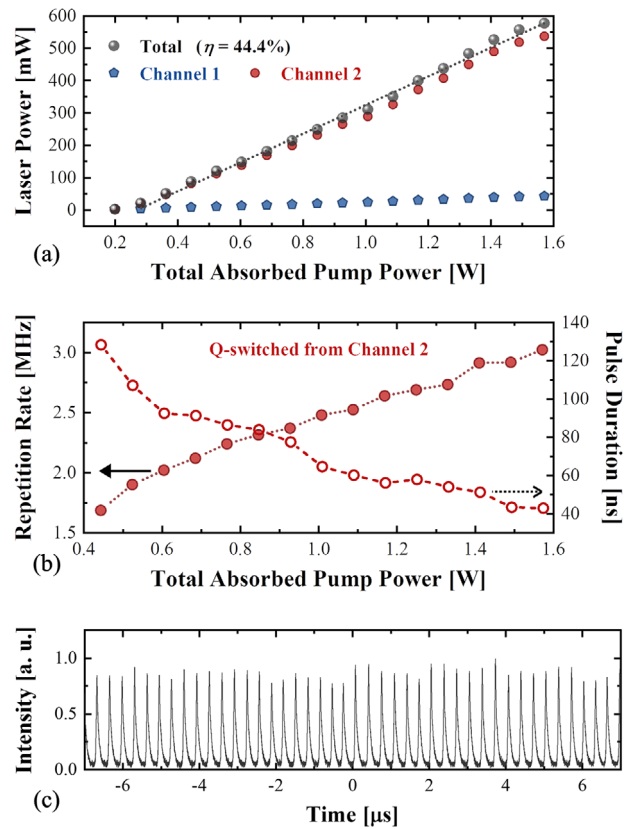 600
500
400
300
200
100
0
Laser Power [mW]
Total (η = 44.4%)
Channel 1 Channel 2
0.2 0.4 0.6 0.8 1.0 1.2 1.4 1.6
(a)
Total Absorbed Pump Power [W]
3.0
2.5
2.0
1.5
Repetition Rate [MHz]
Q-switched from Channel 2
140
120
100
80
60
40
Pulse Duration [ns]
0.4 0.6 0.8 1.0 1.2 1.4 1.6
(b)
Total Absorbed Pump Power [W]
1.0
0.5
0.0
Intensity [a. u.]
-6 -4 -2 0 2 4 6
(c)
Time [μs]